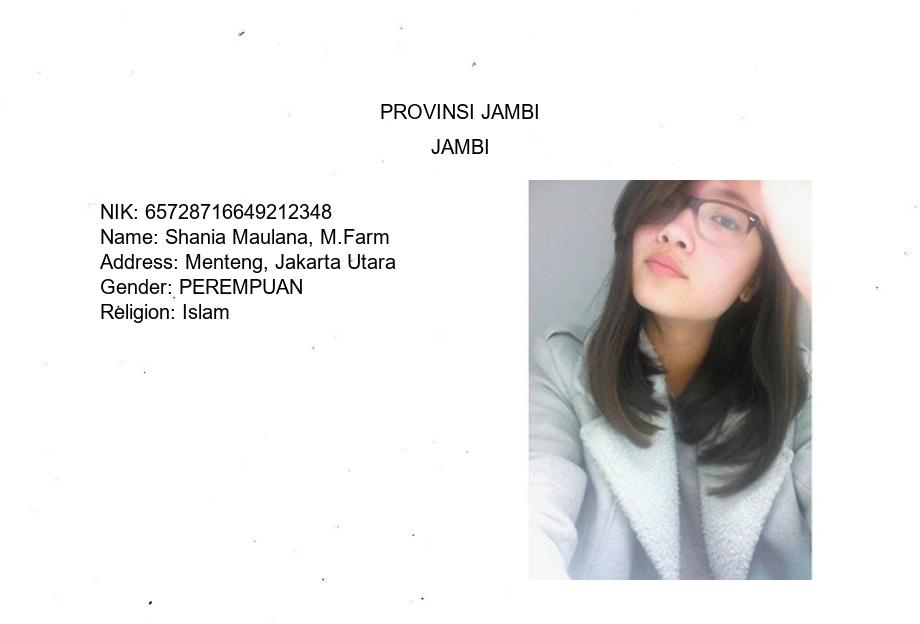 PROVINSI JAMBI
JAMBI
NIK: 65728716649212348
Name: Shania Maulana, M.Farm
Address: Menteng, Jakarta Utara
Gender: PEREMPUAN
Religion: Islam